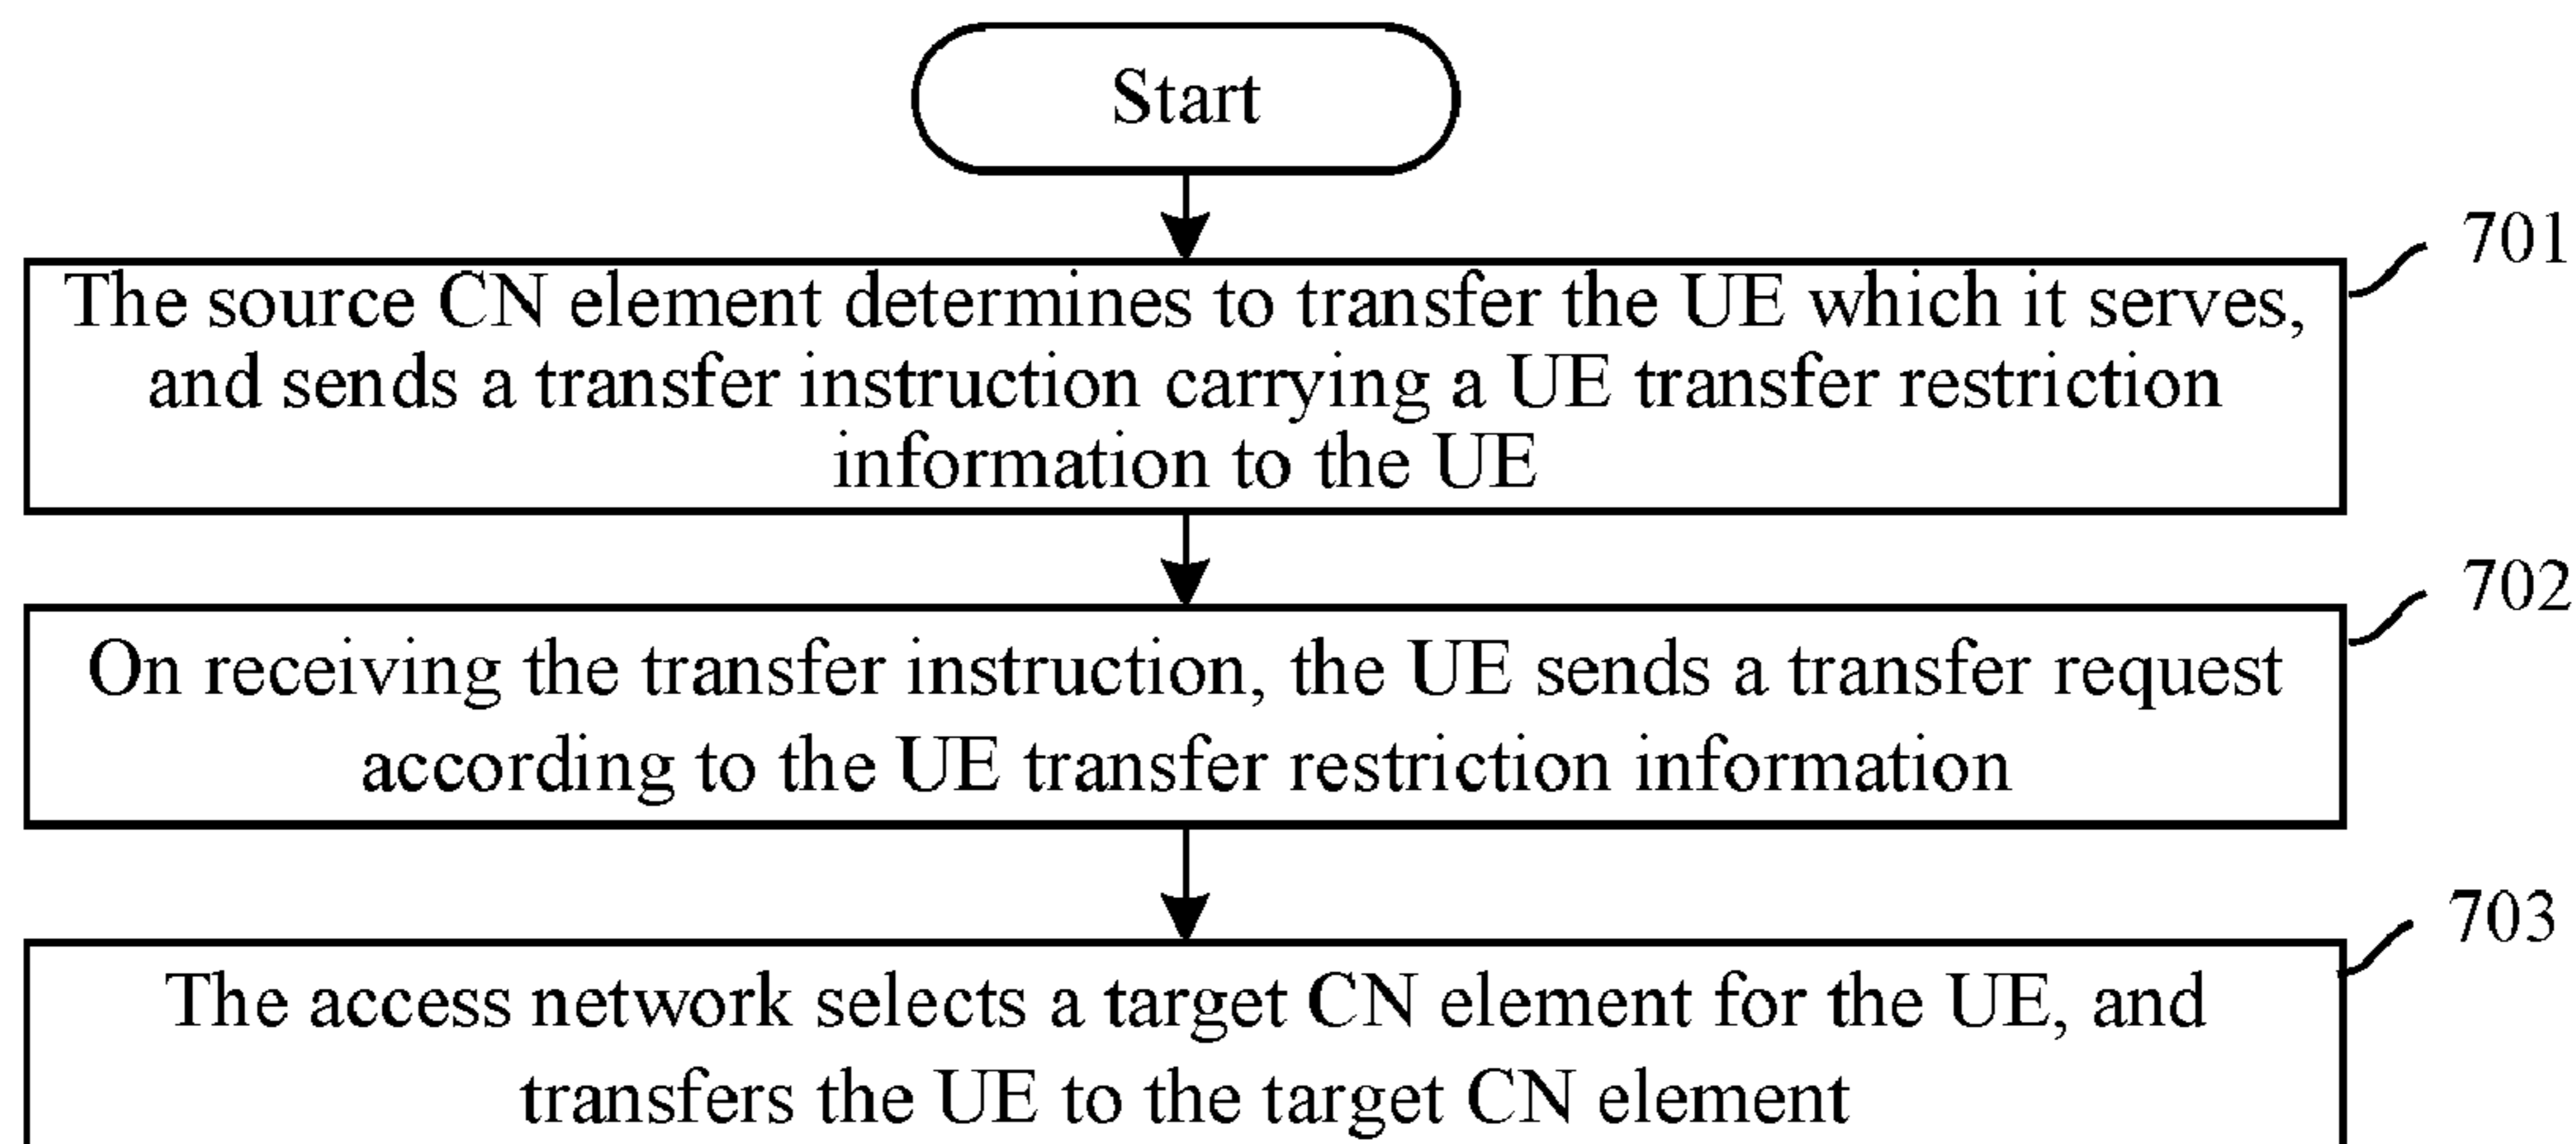 Start
701
The source CN element determines to transfer the UE which it serves,
and sends a transfer instruction carrying a UE transfer restriction
information to the UE
702
On receiving the transfer instruction, the UE sends a transfer request
according to the UE transfer restriction information
703
The access network selects a target CN element for the UE, and
transfers the UE to the target CN element